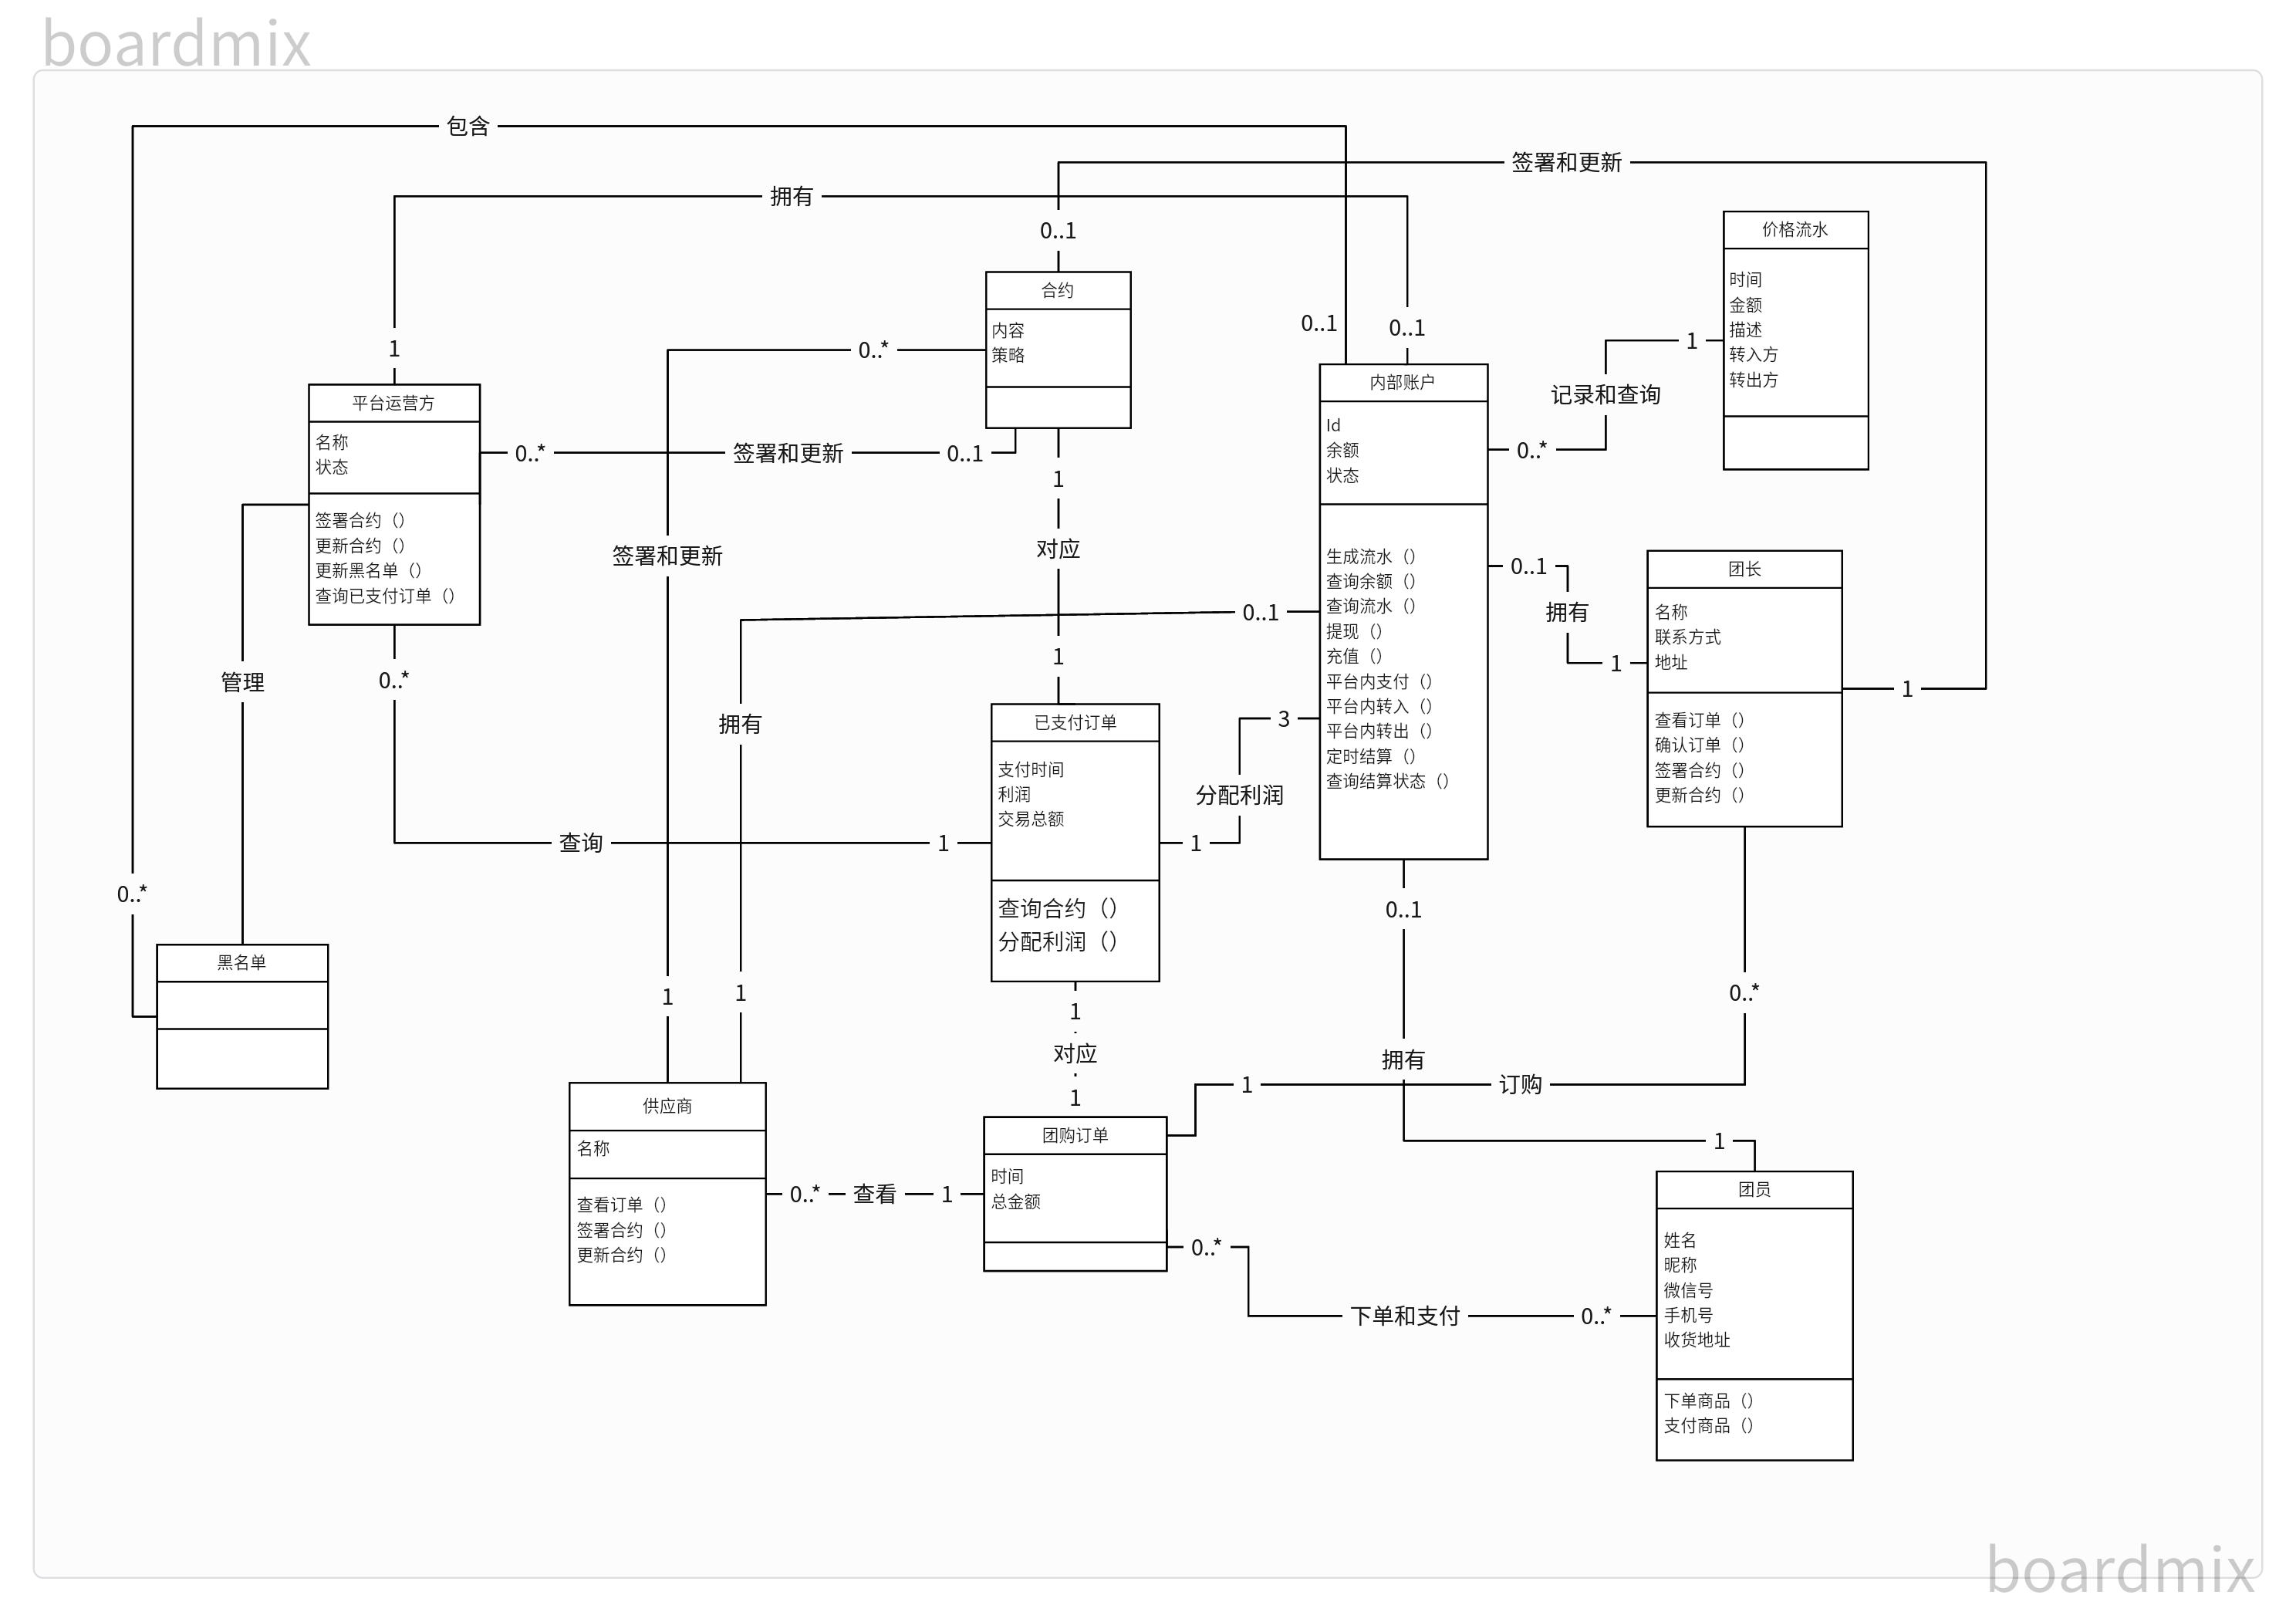 boardmix
包含
签署和更新
拥有
0..1
价格流水
时间
金额
描述
转入方
转出方
合约
内容
策略
0..1
0..1
1
0..*
1
记录和查询
0..*
平台运营方
名称
状态
签署合约（）
更新合约（）
更新黑名单（）
查询已支付订单（）
0..*
签署和更新
0..1
1
对应
1
签署和更新
内部账户
Id
余额
状态
生成流水（）
查询余额（）
查询流水（）
提现（）
充值（）
平台内支付（）
平台内转入（）
平台内转出（）
定时结算（）
查询结算状态（）
0..1
拥有
1
团长
名称
联系方式
地址
查看订单（）
确认订单（）
签署合约（）
更新合约（）
1
0..1
管理
0..*
拥有
已支付订单
支付时间
利润
交易总额
查询合约（）
分配利润（）
3
分配利润
1
查询
1
0..*
0..1
黑名单
1
1
1
对应
1
0..*
拥有
1
订购
供应商
名称
查看订单（）
签署合约（）
更新合约（）
团购订单
时间
总金额
0..*
查看
1
1
团员
姓名
昵称
微信号
手机号
收货地址
下单商品（）
支付商品（）
0..*
下单和支付
0..*
boardmix